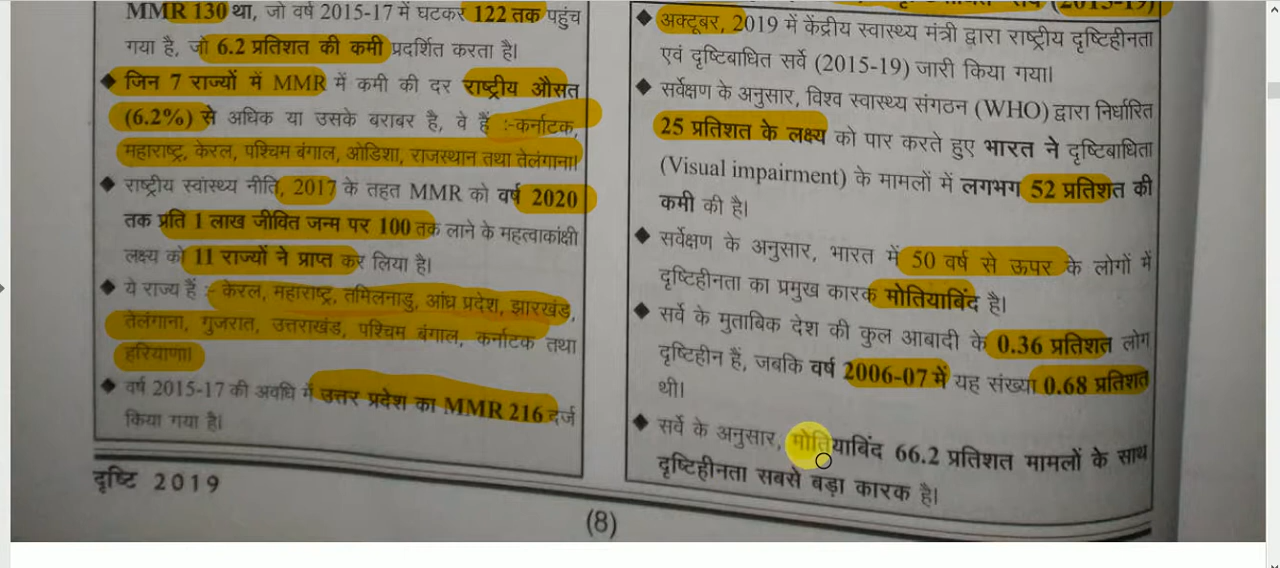 MMR 130 था, जो वर्ष 2015-17 में घटकर 122 तक पहुंच
गया है, जो 6.2 प्रतिशत की कमी प्रदर्शित करता है।
◆ जिन 7 राज्यों में MMR में कमी की दर राष्ट्रीय औसत
(6.2%) से अधिक या उसके बराबर है, वे हैं :-कर्नाटक,
महाराष्ट्र, केरल, पश्चिम बंगाल, ओडिशा, राजस्थान तथा तेलंगाना।
◆ राष्ट्रीय स्वास्थ्य नीति, 2017 के तहत MMR को वर्ष 2020
तक प्रति 1 लाख जीवित जन्म पर 100 तक लाने के महत्वाकांक्षी
लक्ष्य को 11 राज्यों ने प्राप्त कर लिया है।
◆ ये राज्य हैं :- केरल, महाराष्ट्र, तमिलनाडु, आंध्र प्रदेश, झारखंड,
तेलंगाना, गुजरात, उत्तराखंड, पश्चिम बंगाल, कर्नाटक तथा
हरियाणा।
◆ वर्ष 2015-17 की अवधि में उत्तर प्रदेश का MMR 216 दर्ज
किया गया है।
दृष्टि 2019
(2015-19)
◆ अक्टूबर, 2019 में केंद्रीय स्वास्थ्य मंत्री द्वारा राष्ट्रीय दृष्टिहीनता
एवं दृष्टिबाधित सर्वे (2015-19) जारी किया गया।
◆ सर्वेक्षण के अनुसार, विश्व स्वास्थ्य संगठन (WHO) द्वारा निर्धारित
25 प्रतिशत के लक्ष्य को पार करते हुए भारत ने दृष्टिबाधिता
(Visual impairment) के मामलों में लगभग 52 प्रतिशत की
कमी की है।
◆ सर्वेक्षण के अनुसार, भारत में 50 वर्ष से ऊपर के लोगों में
दृष्टिहीनता का प्रमुख कारक मोतियाबिंद है।
◆ सर्वे के मुताबिक देश की कुल आबादी के 0.36 प्रतिशत लोग
दृष्टिहीन हैं, जबकि वर्ष 2006-07 में यह संख्या 0.68 प्रतिशत
थी।
◆ सर्वे के अनुसार, मोतियाबिंद 66.2 प्रतिशत मामलों के साथ
दृष्टिहीनता सबसे बड़ा कारक है।
(8)